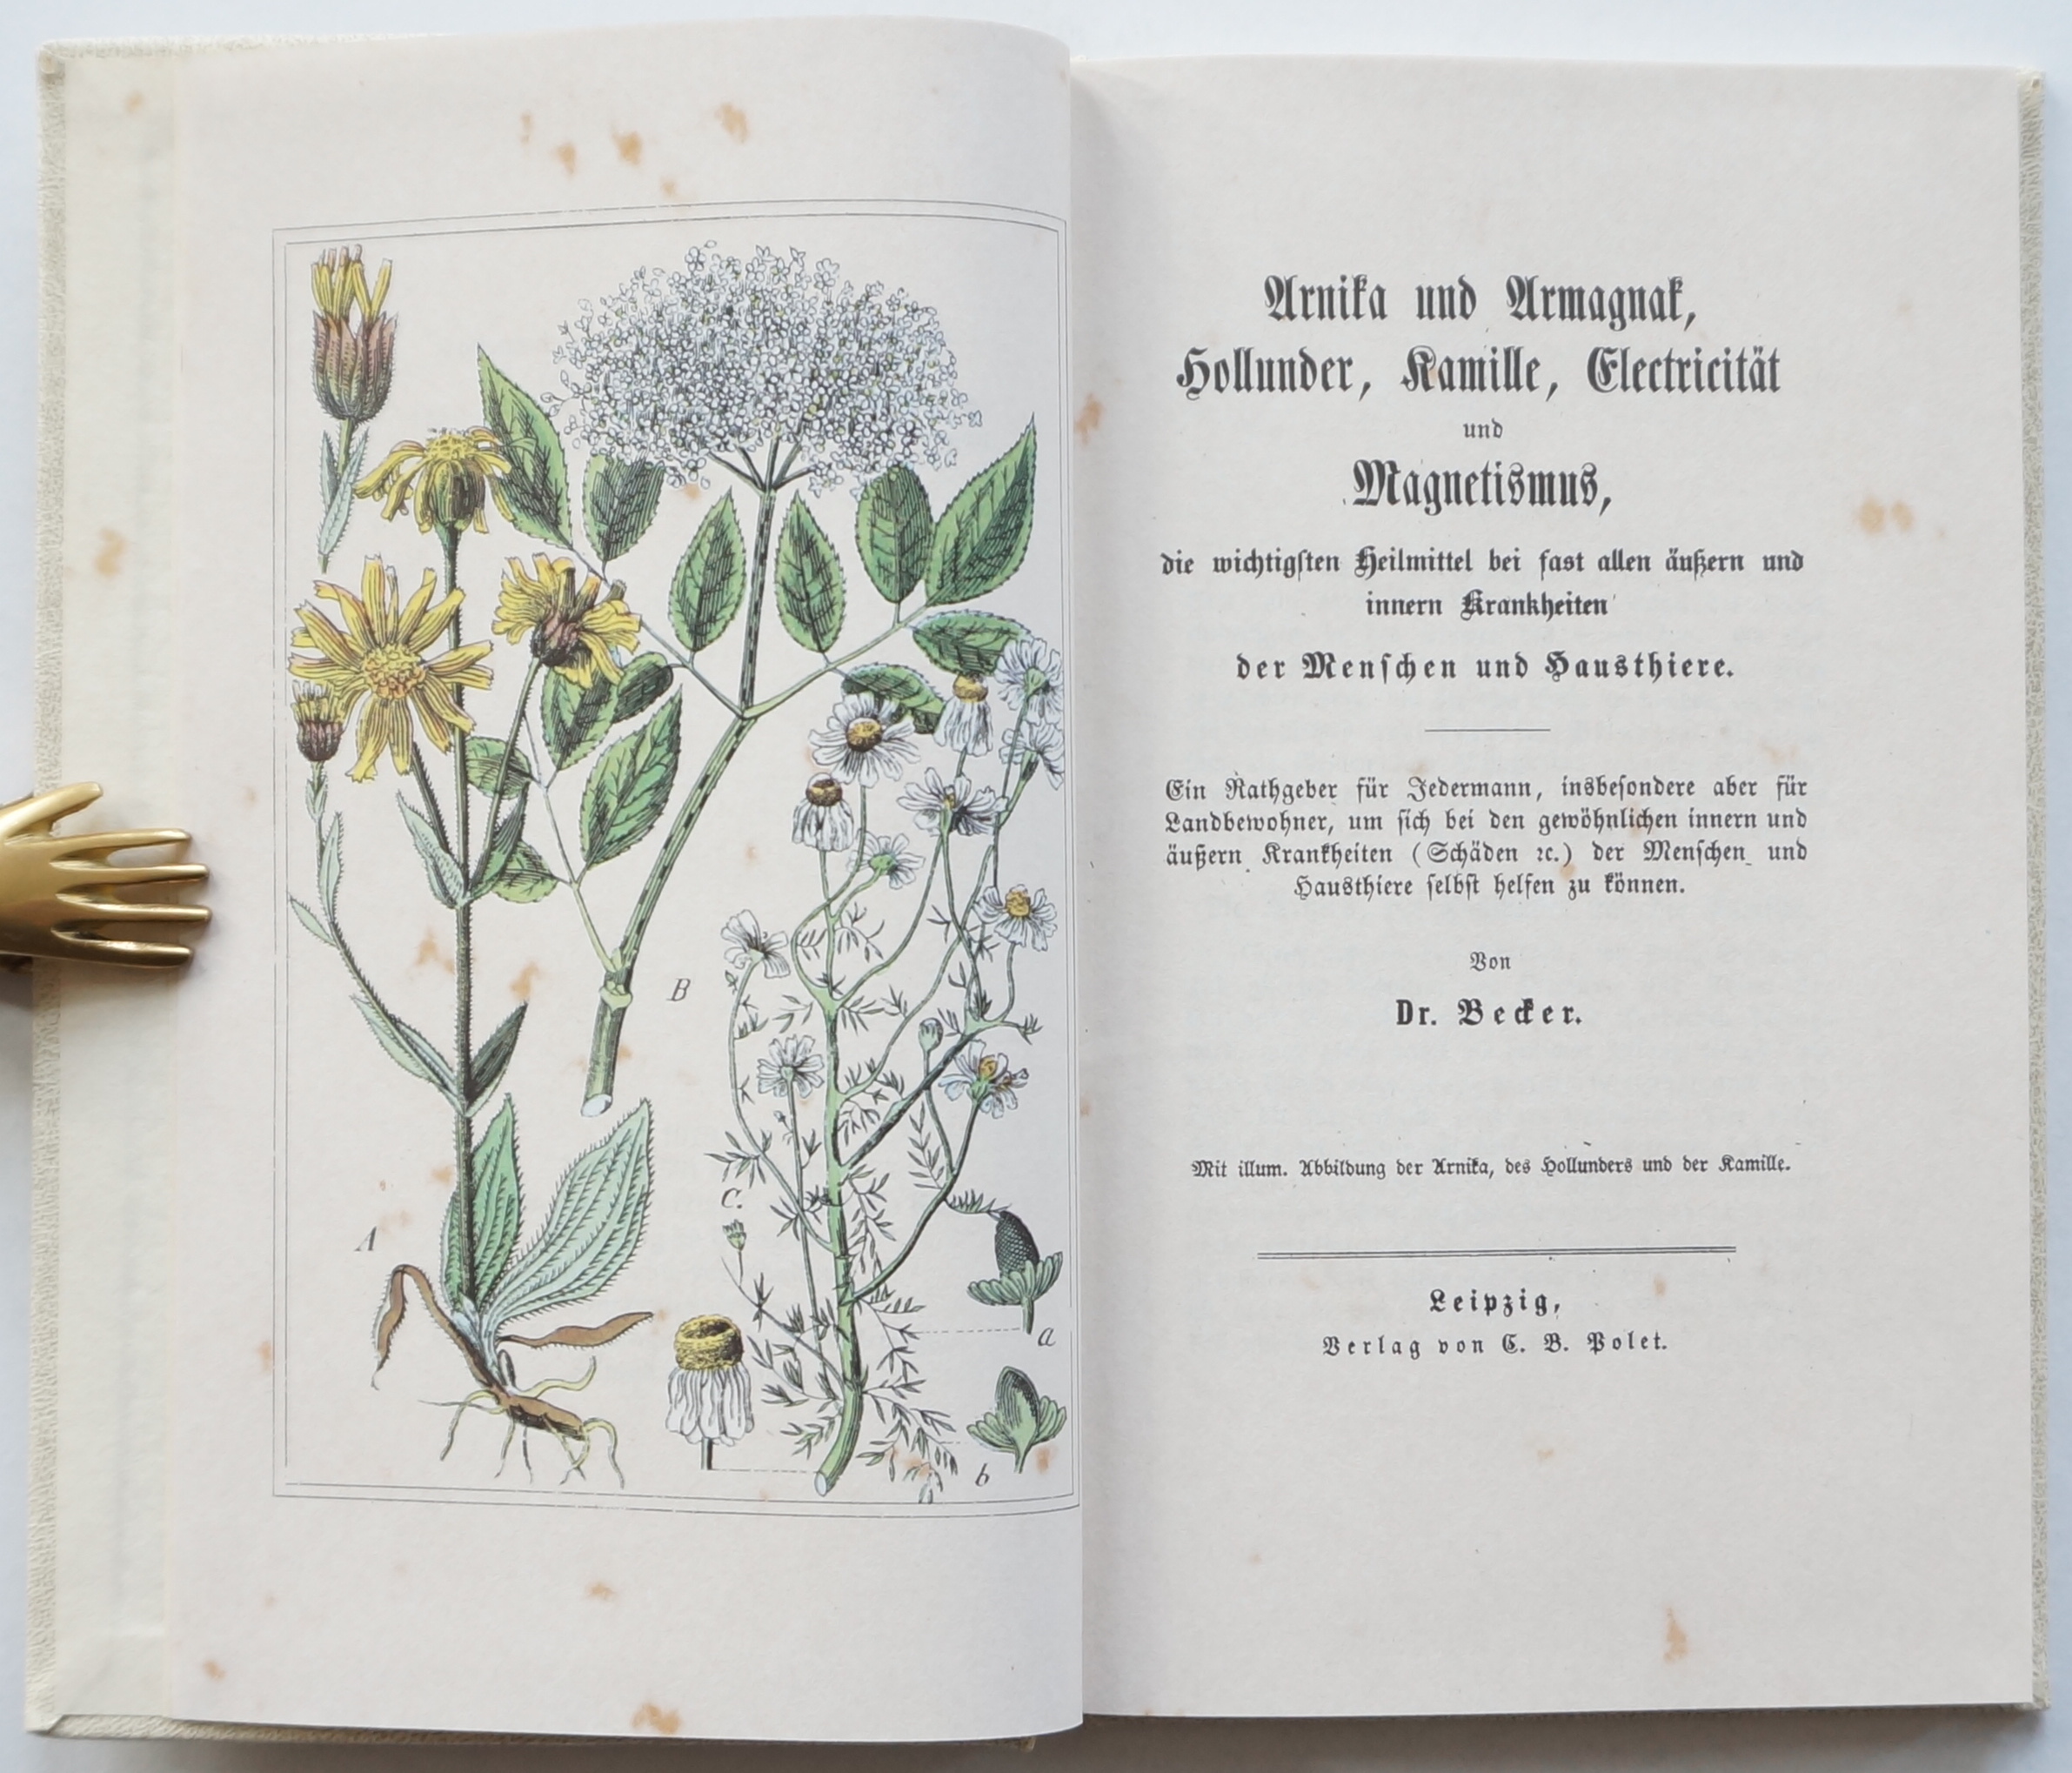 A
B
C.
a
b
Arnika und Armagnak,
Hollunder, Kamille, Electricität
und
Magnetismus,
die wichtigsten Heilmittel bei fast allen äußern und
innern Krankheiten
der Menschen und Hausthiere.
Ein Rathgeber für Jedermann, insbesondere aber für
Landbewohner, um sich bei den gewöhnlichen innern und
äußern Krankheiten (Schäden ꝛc.) der Menschen und
Hausthiere selbst helfen zu können.
Von
Dr. Becker.
Mit illum. Abbildung der Arnika, des Hollunders und der Kamille.
Leipzig,
Verlag von C. B. Polet.